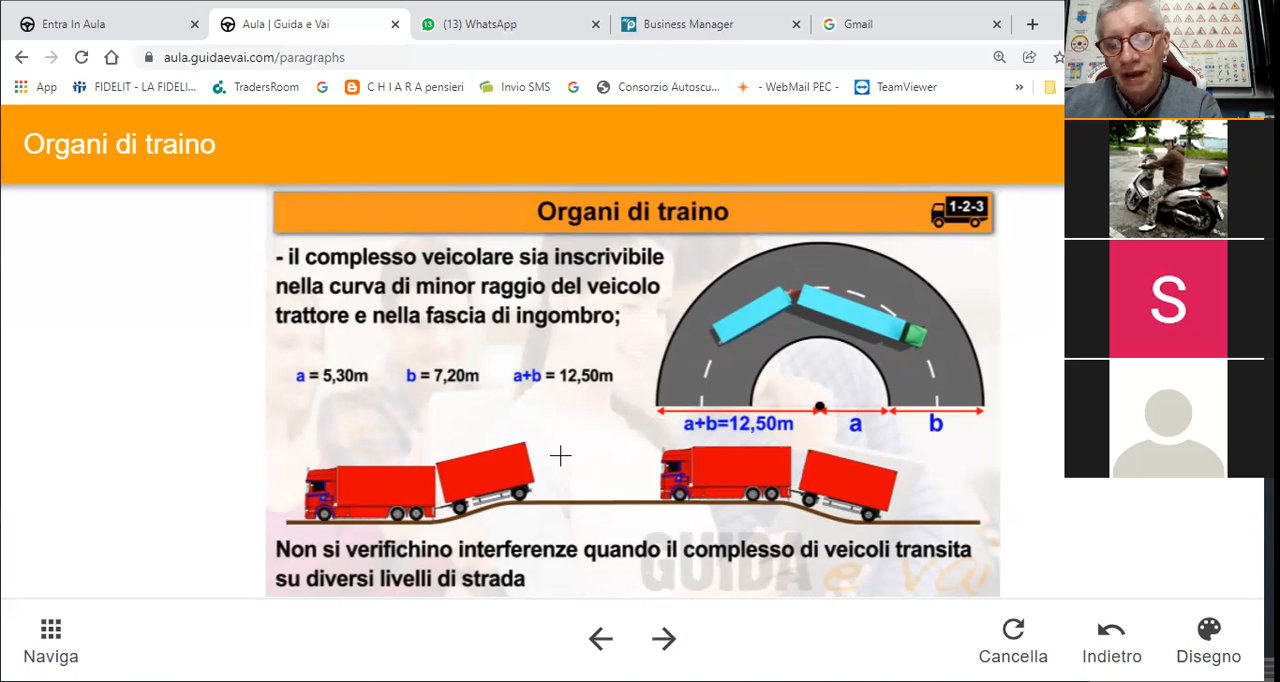 Entra In Aula
Aula | Guida e Vai
13
(13) WhatsApp
Business Manager
Gmail
aula.guidaevai.com/paragraphs
App
FIDELIT - LA FIDELI...
TradersRoom
C H I A R A pensieri
Invio SMS
Consorzio Autoscu...
- WebMail PEC -
TeamViewer
»
Organi di traino
Organi di traino
1-2-3
- il complesso veicolare sia inscrivibile
nella curva di minor raggio del veicolo
trattore e nella fascia di ingombro;
a = 5,30m b = 7,20m a+b = 12,50m
a+b=12,50m a b
Non si verifichino interferenze quando il complesso di veicoli transita
su diversi livelli di strada
GUIDA e vai
S
Naviga
Cancella
Indietro
Disegno